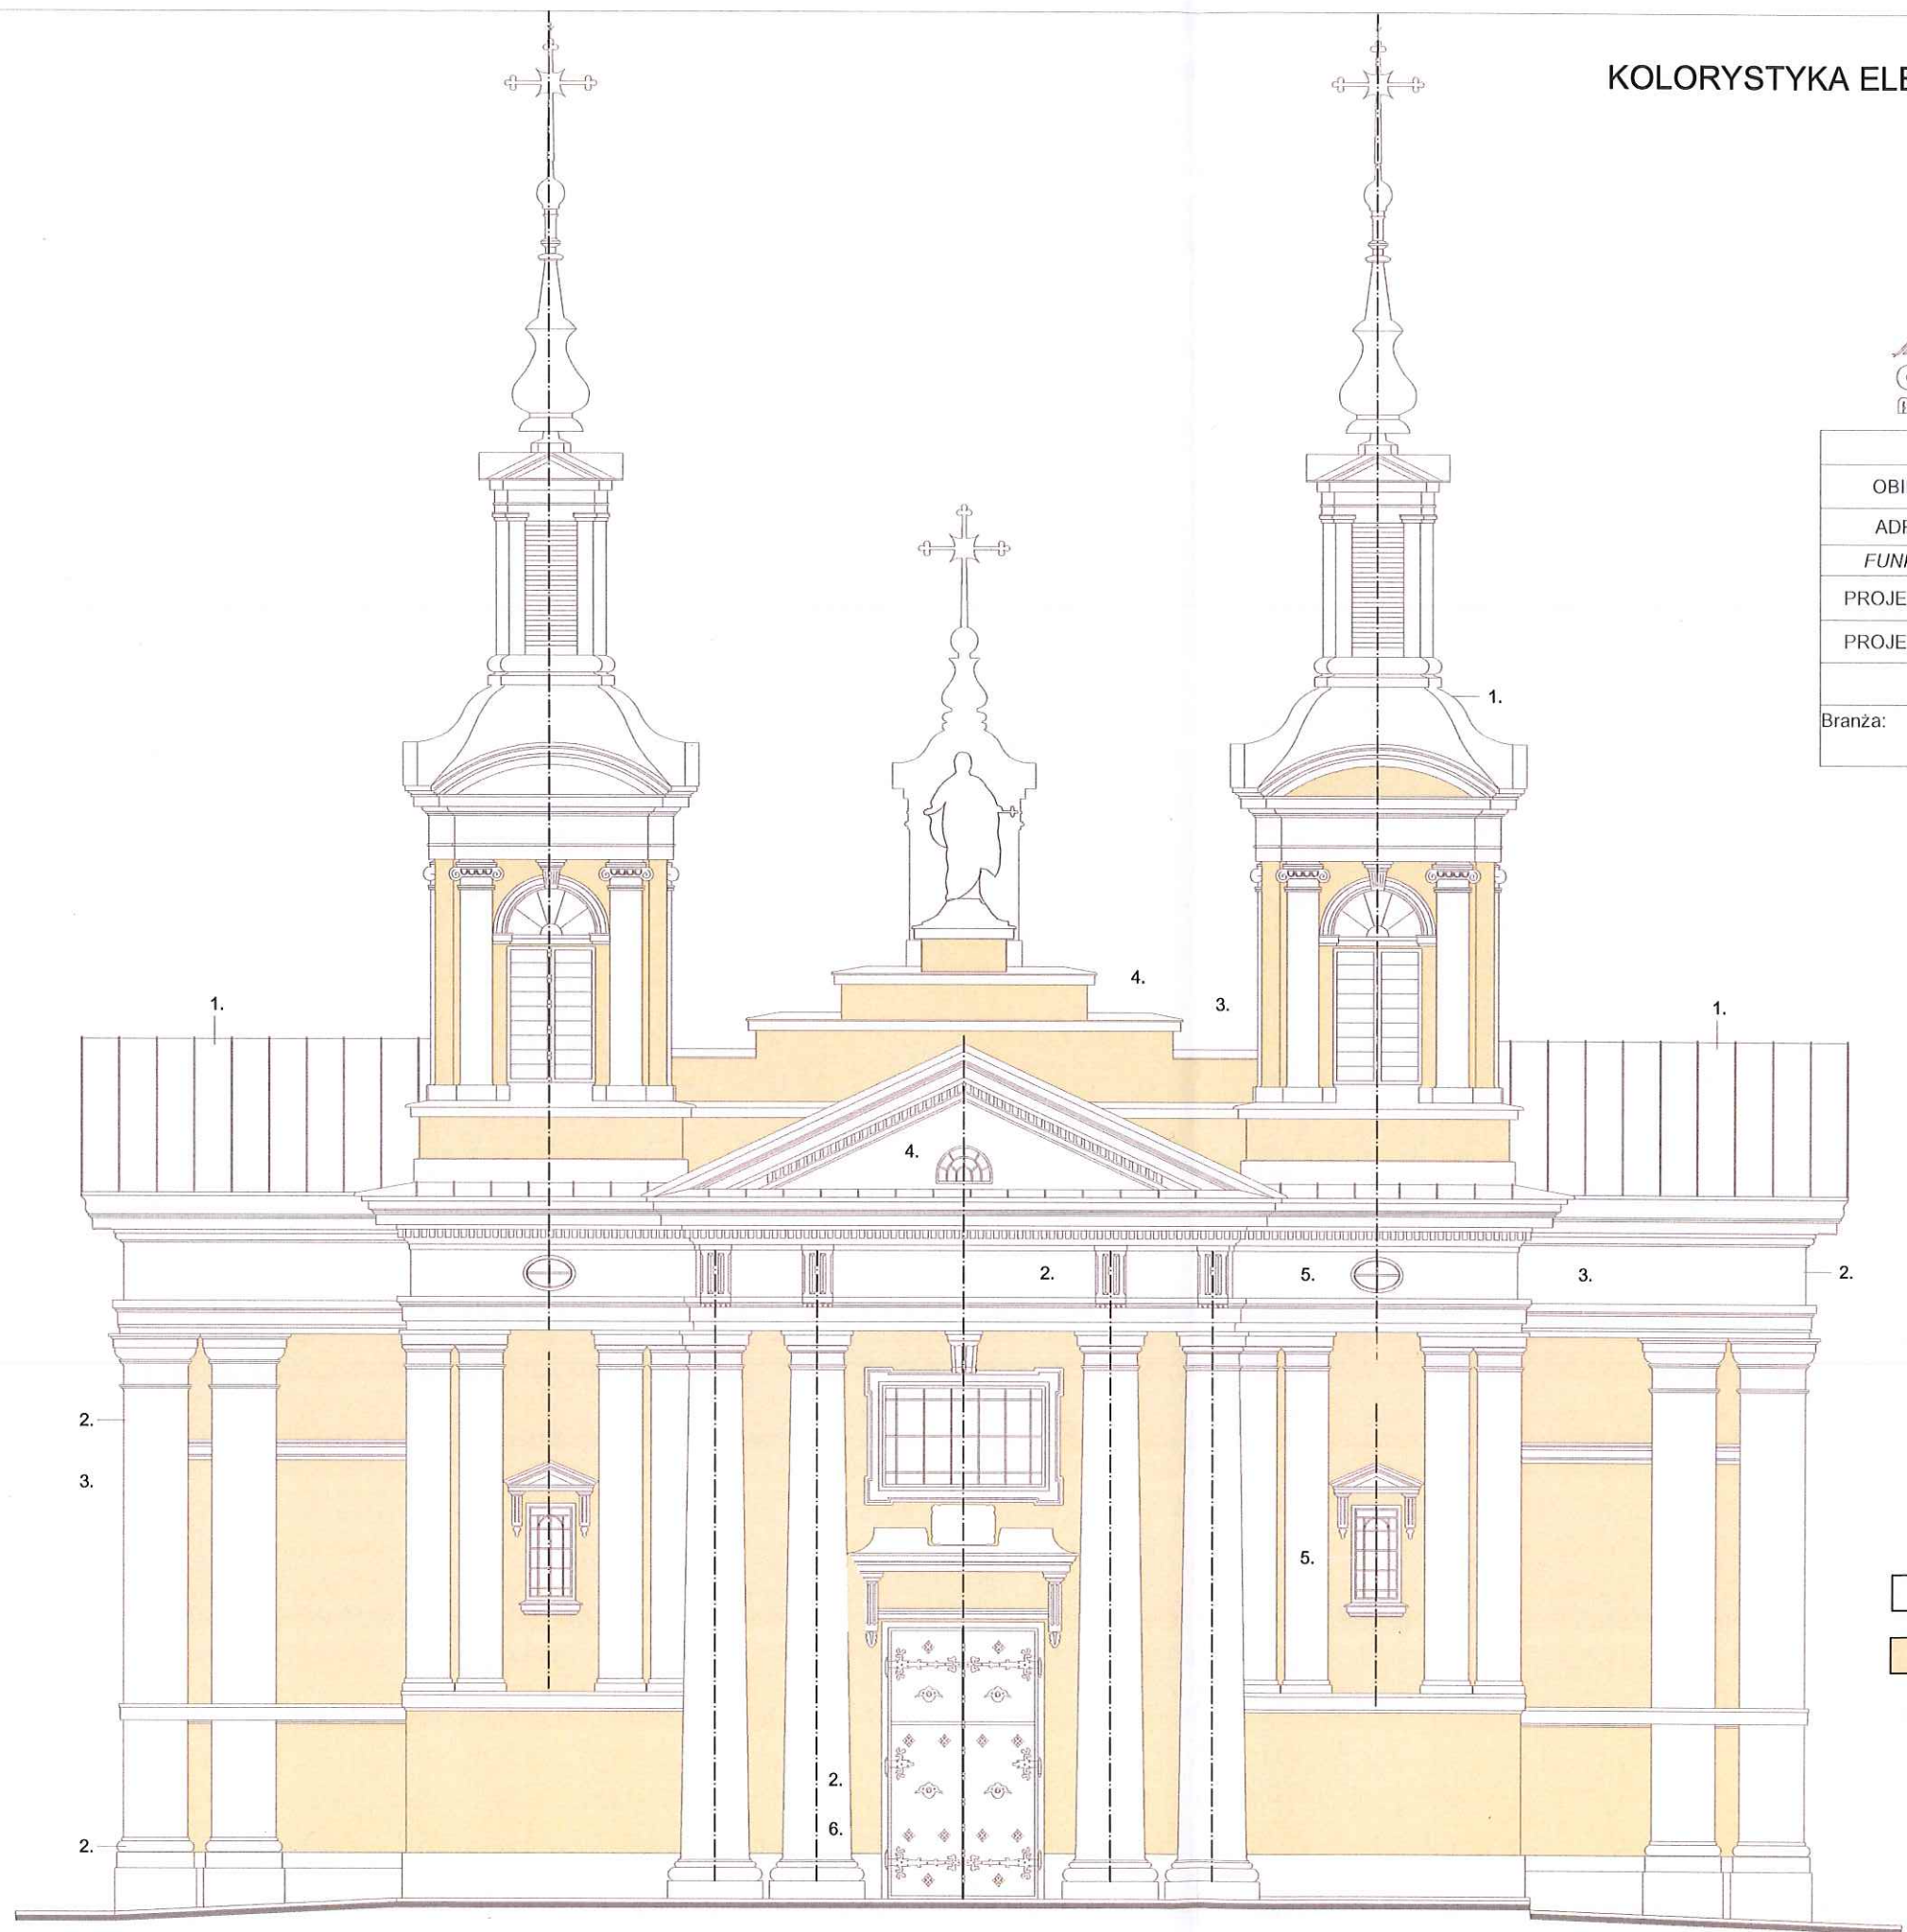 KOLORYSTYKA ELE
OBI
ADR
FUN
PROJE
PROJE
1.
Branża:
4.
1.
3.
1.
4.
2.
5.
3.
2.
2.
3.
5.
2.
6.
2.